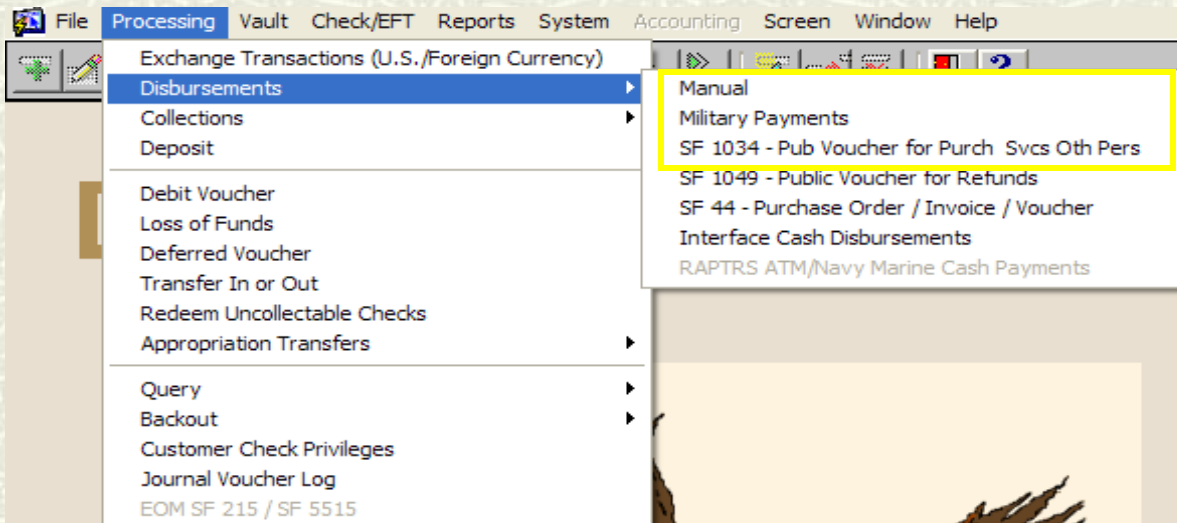 File Processing Vault Check/EFT Reports System Accounting Screen Window Help
Exchange Transactions (U.S./Foreign Currency)
Disbursements
Collections
Deposit
Debit Voucher
Loss of Funds
Deferred Voucher
Transfer In or Out
Redeem Uncollectable Checks
Appropriation Transfers
Query
Backout
Customer Check Privileges
Journal Voucher Log
EOM SF 215 / SF 5515
Manual
Military Payments
SF 1034 - Pub Voucher for Purch Svcs Oth Pers
SF 1049 - Public Voucher for Refunds
SF 44 - Purchase Order / Invoice / Voucher
Interface Cash Disbursements
RAPTRS ATM/Navy Marine Cash Payments